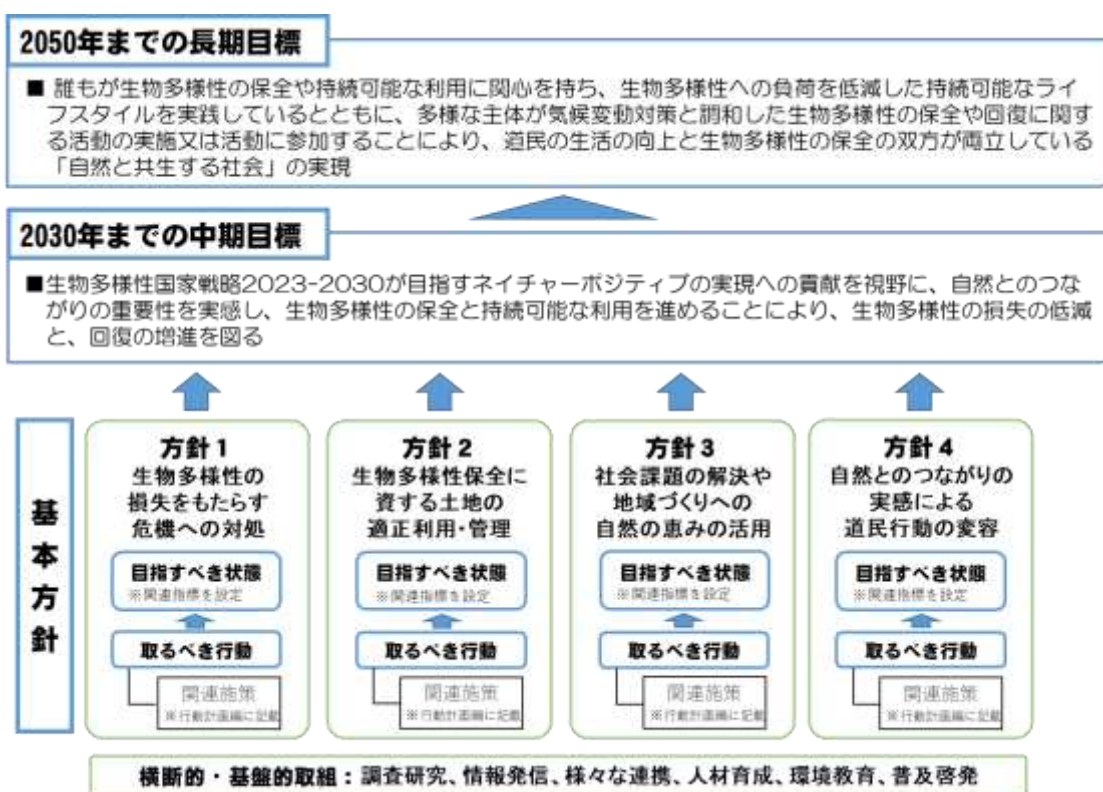 2050年までの長期目標
■ 誰もが生物多様性の保全や持続可能な利用に関心を持ち、生物多様性への負荷を低減した持続可能なライ
フスタイルを実践しているとともに、多様な主体が気候変動対策と調和した生物多様性の保全や回復に関す
る活動の実施又は活動に参加することにより、道民の生活の向上と生物多様性の保全の双方が両立している
「自然と共生する社会」の実現
2030年までの中期目標
■生物多様性国家戦略2023-2030が目指すネイチャーポジティブの実現への貢献を視野に、自然とのつな
がりの重要性を実感し、生物多様性の保全と持続可能な利用を進めることにより、生物多様性の損失の低減
と、回復の増進を図る
基本方針
方針1
生物多様性の
損失をもたらす
危機への対処
目指すべき状態
※関連指標を設定
取るべき行動
関連施策
※行動計画編に記載
方針2
生物多様性保全に
資する土地の
適正利用・管理
目指すべき状態
※関連指標を設定
取るべき行動
関連施策
※行動計画編に記載
方針3
社会課題の解決や
地域づくりへの
自然の恵みの活用
目指すべき状態
※関連指標を設定
取るべき行動
関連施策
※行動計画編に記載
方針4
自然とのつながりの
実感による
道民行動の変容
目指すべき状態
※関連指標を設定
取るべき行動
関連施策
※行動計画編に記載
横断的・基盤的取組：調査研究、情報発信、様々な連携、人材育成、環境教育、普及啓発